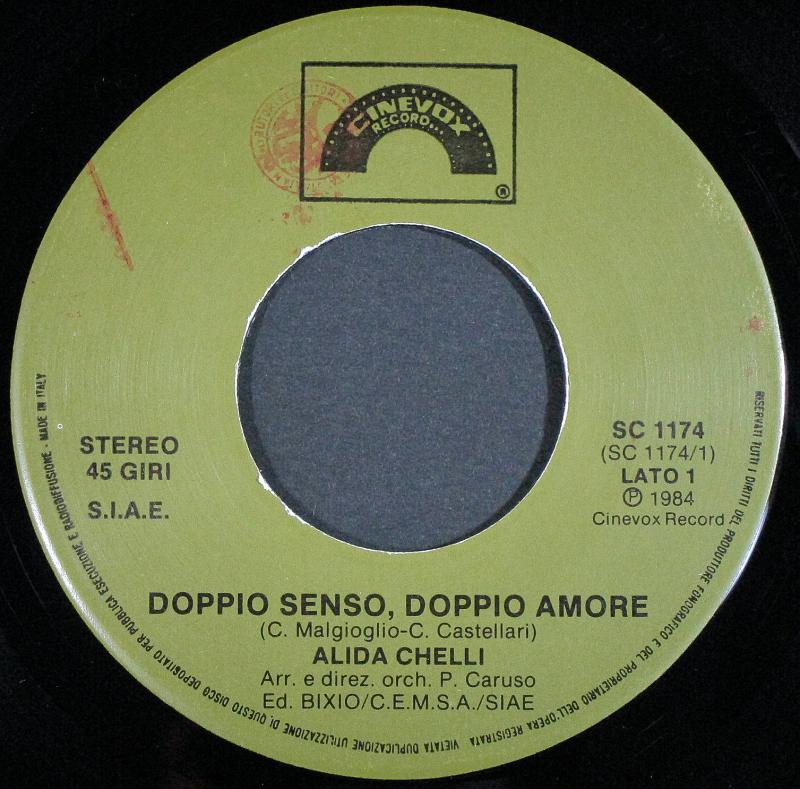 CINEVOX
RECORD...
®
STEREO
45 GIRI
S.I.A.E.
SC 1174
(SC 1174/1)
LATO 1
℗ 1984
Cinevox Record
DOPPIO SENSO, DOPPIO AMORE
(C. Malgioglio-C. Castellari)
ALIDA CHELLI
Arr. e direz. orch. P. Caruso
Ed. BIXIO/C.E.M.S.A./SIAE
RISERVATI TUTTI I DIRITTI DEL PRODUTTORE FONOGRAFICO E DEL PROPRIETARIO DELL'OPERA REGISTRATA VIETATA DUPLICAZIONE UTILIZZAZIONE DI QUESTO DISCO DEPOSITATO PER PUBBLICA ESECUZIONE E RADIODIFFUSIONE - MADE IN ITALY